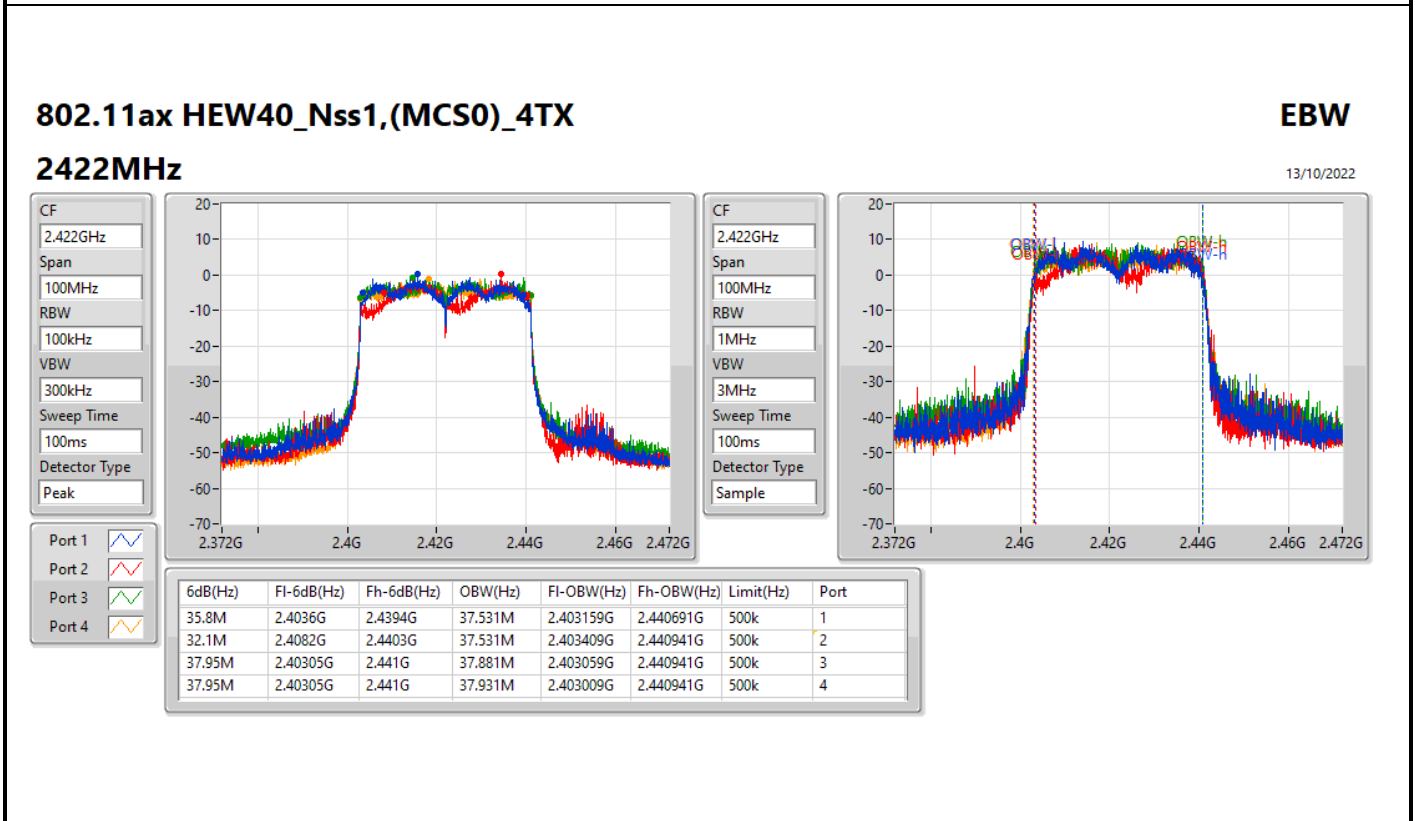 802.11ax HEW40_Nss1,(MCS0)_4TX
EBW
2422MHz
13/10/2022
CF
2.422GHz
Span
100MHz
RBW
100kHz
VBW
300kHz
Sweep Time
100ms
Detector Type
Peak
Port 1
Port 2
Port 3
Port 4
20
10
0
-10
-20
-30
-40
-50
-60
-70
2.372G 2.4G 2.42G 2.44G 2.46G 2.472G
CF
2.422GHz
Span
100MHz
RBW
1MHz
VBW
3MHz
Sweep Time
100ms
Detector Type
Sample
20
10
0
-10
-20
-30
-40
-50
-60
-70
OBW-l
OBW-h
2.372G 2.4G 2.42G 2.44G 2.46G 2.472G
6dB(Hz) Fl-6dB(Hz) Fh-6dB(Hz) OBW(Hz) Fl-OBW(Hz) Fh-OBW(Hz) Limit(Hz) Port
35.8M 2.4036G 2.4394G 37.531M 2.403159G 2.440691G 500k 1
32.1M 2.4082G 2.4403G 37.531M 2.403409G 2.440941G 500k 2
37.95M 2.40305G 2.441G 37.881M 2.403059G 2.440941G 500k 3
37.95M 2.40305G 2.441G 37.931M 2.403009G 2.440941G 500k 4